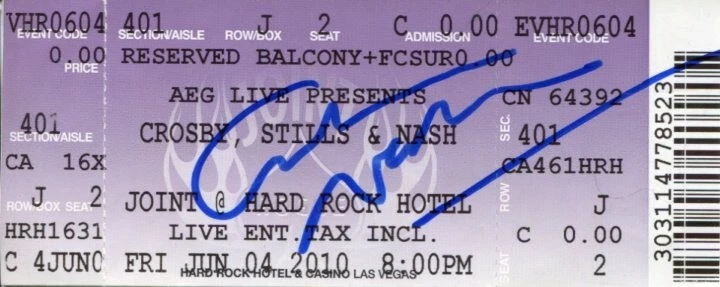 VHR0604 401 J 2 C 0.00 EVHR0604
EVENT CODE SECTION/AISLE ROW/BOX SEAT ADMISSION EVENT CODE
0.00 RESERVED BALCONY+FCSUR0.00
PRICE
AEG LIVE PRESENTS CN 64392
401 CROSBY, STILLS & NASH SEC. 401
SECTION/AISLE
CA 16X CA461HRH
J 2 JOINT @ HARD ROCK HOTEL ROW J
ROW/BOX SEAT
HRH1631 LIVE ENT.TAX INCL. C 0.00
C 4JUN0 FRI JUN 04 2010 8:00PM SEAT 2
HARD ROCK HOTEL & CASINO LAS VEGAS
303114778523